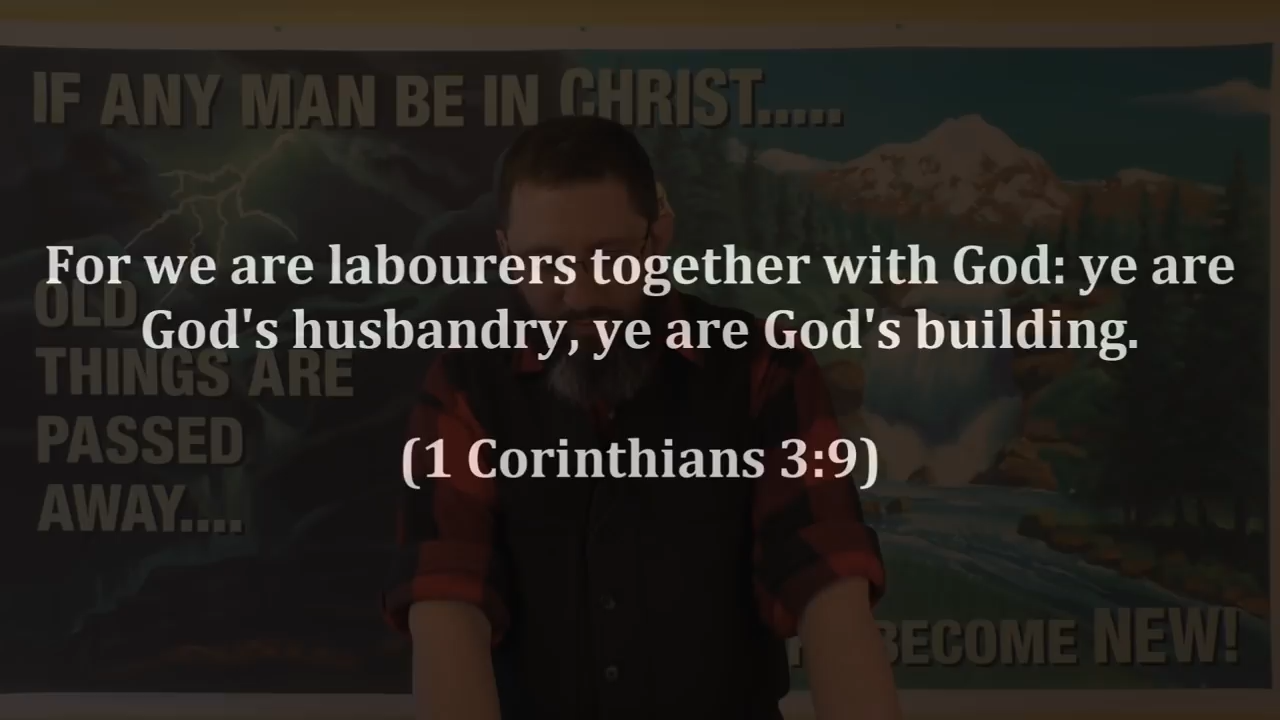 IF ANY MAN BE IN CHRIST.....
For we are labourers together with God: ye are
God's husbandry, ye are God's building.
(1 Corinthians 3:9)
OLD
THINGS ARE
PASSED
AWAY....
BECOME NEW!